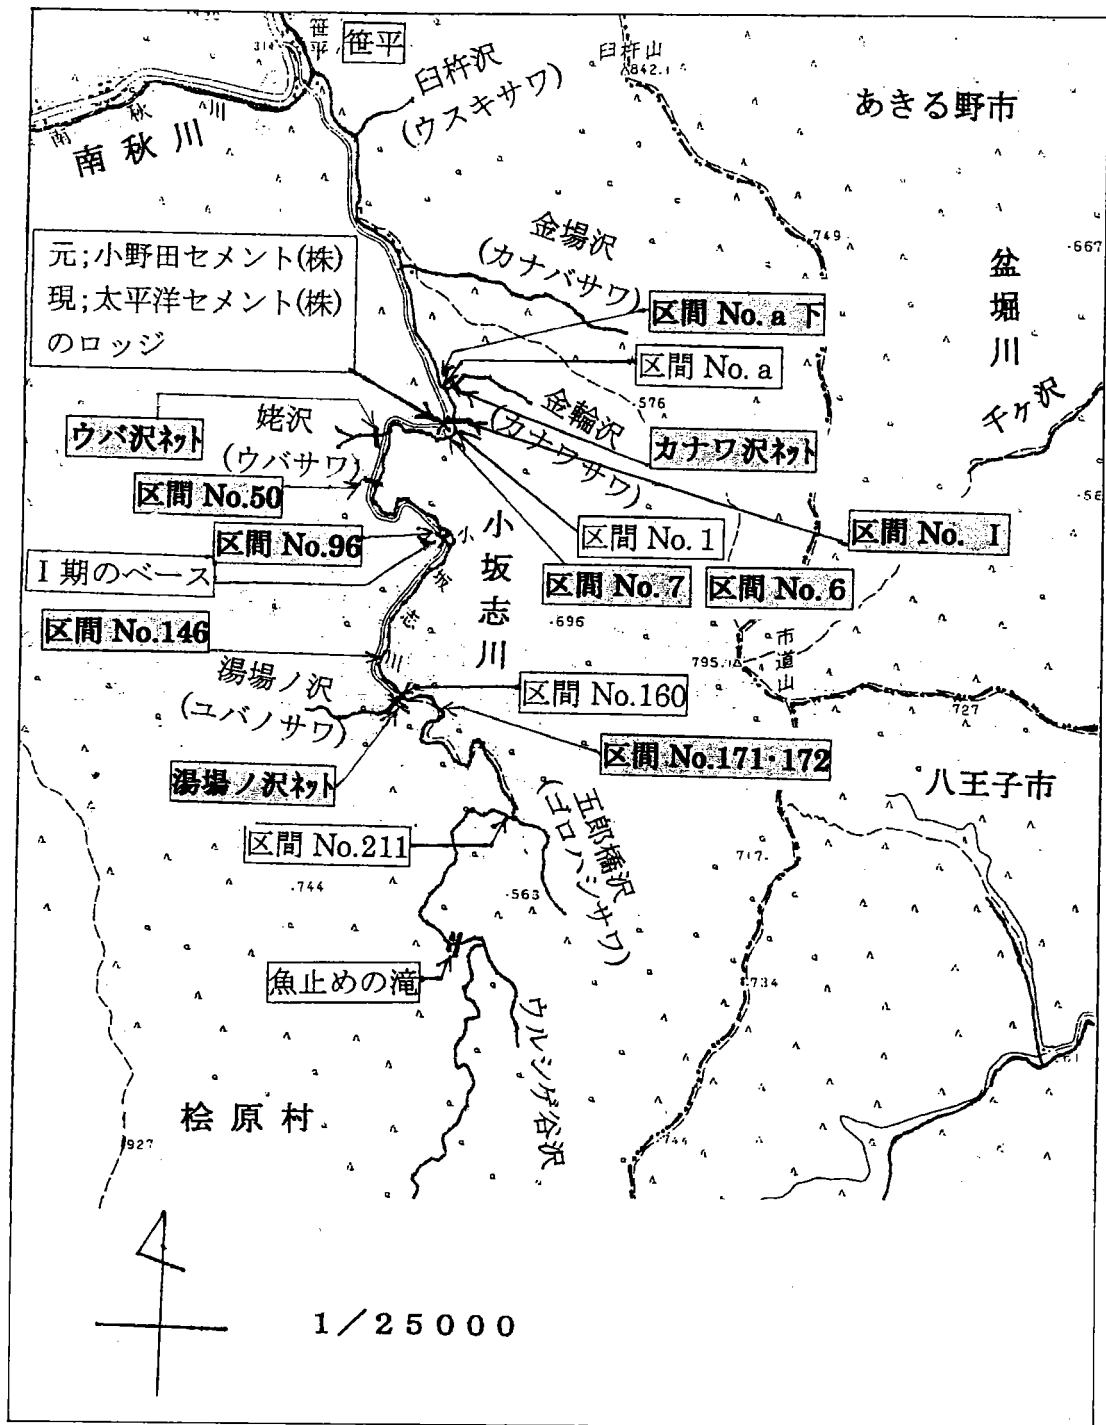 笹平
314
臼杵沢
(ウスキサワ)
臼杵山
842.1
あきる野市
南秋川
南秋川
金場沢
(カナバサワ)
749
667
盆堀川
元;小野田セメント(株)
現;太平洋セメント(株)
のロッジ
区間 No.a 下
区間 No.a
576
千ヶ沢
ウバ沢ネット
姥沢
(ウバサワ)
金輪沢
(カナワサワ)
カナワ沢ネット
区間 No.50
区間 No.96
小坂志川
小坂志川
区間 No.1
区間 No. I
I 期のベース
区間 No.7
区間 No.6
区間 No.146
696
795.1
市道山
湯場ノ沢
(ユバノサワ)
区間 No.160
727
湯場ノ沢ネット
区間 No.171·172
八王子市
五郎橋沢
(ゴロハシサワ)
区間 No.211
717
744
563
魚止めの滝
734
ウルシゲ谷沢
桧原村
927
744
1/25000